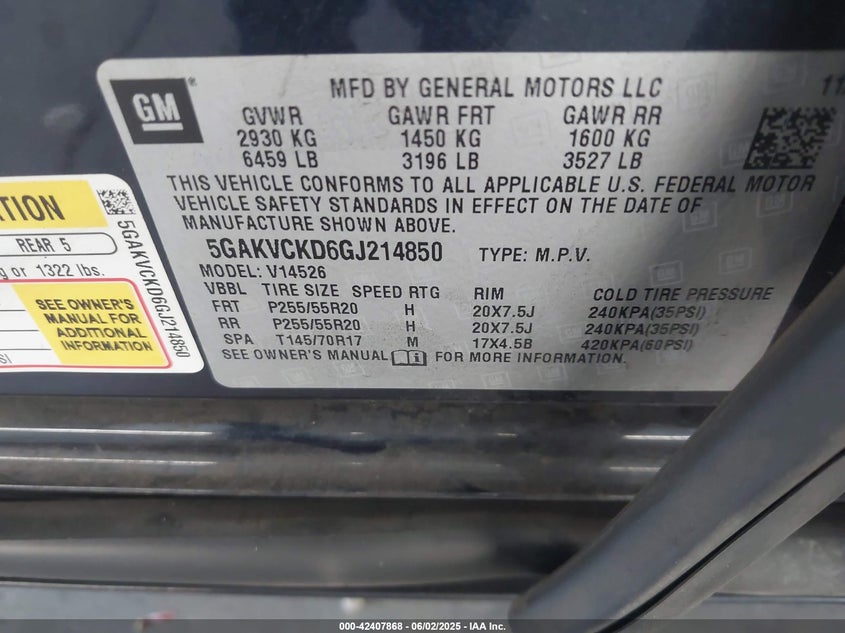 GM
MFD BY GENERAL MOTORS LLC 11
GVWR GAWR FRT GAWR RR
2930 KG 1450 KG 1600 KG
6459 LB 3196 LB 3527 LB
THIS VEHICLE CONFORMS TO ALL APPLICABLE U.S. FEDERAL MOTOR
VEHICLE SAFETY STANDARDS IN EFFECT ON THE DATE OF
MANUFACTURE SHOWN ABOVE.
5GAKVCKD6GJ214850 TYPE: M.P.V.
MODEL: V14526
VBBL TIRE SIZE SPEED RTG RIM COLD TIRE PRESSURE
FRT P255/55R20 H 20X7.5J 240KPA(35PSI)
RR P255/55R20 H 20X7.5J 240KPA(35PSI)
SPA T145/70R17 M 17X4.5B 420KPA(60PSI)
SEE OWNER'S MANUAL FOR MORE INFORMATION.
REAR 5
or 1322 lbs.
SEE OWNER'S
MANUAL FOR
ADDITIONAL
INFORMATION
5GAKVCKD6GJ214850
000-42407868 - 06/02/2025 - IAA Inc.